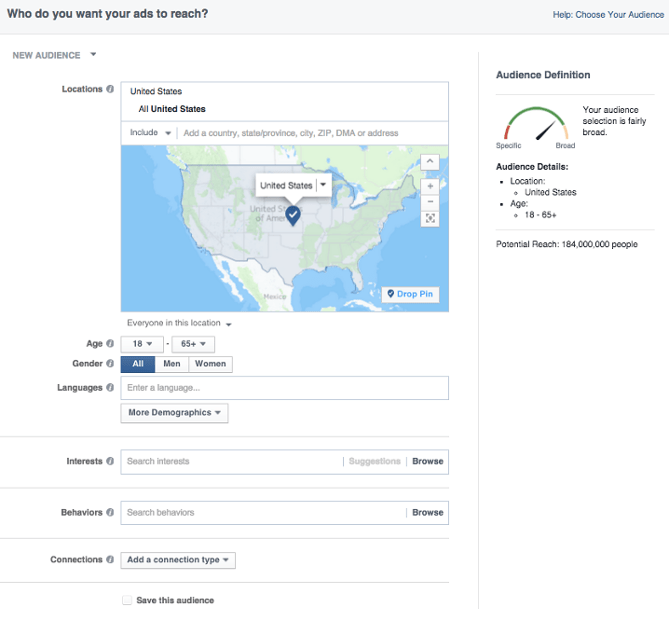 Who do you want your ads to reach?
Help: Choose Your Audience
NEW AUDIENCE
Locations
United States
All United States
Include
Add a country, state/province, city, ZIP, DMA or address
United States
United States
of America
Mexico
Drop Pin
Everyone in this location
Age 18 - 65+
Gender All Men Women
Languages Enter a language...
More Demographics
Interests Search interests Suggestions Browse
Behaviors Search behaviors Browse
Connections Add a connection type
Save this audience
Audience Definition
Your audience
selection is fairly
broad.
Specific Broad
Audience Details:
Location:
United States
Age:
18 - 65+
Potential Reach: 184,000,000 people